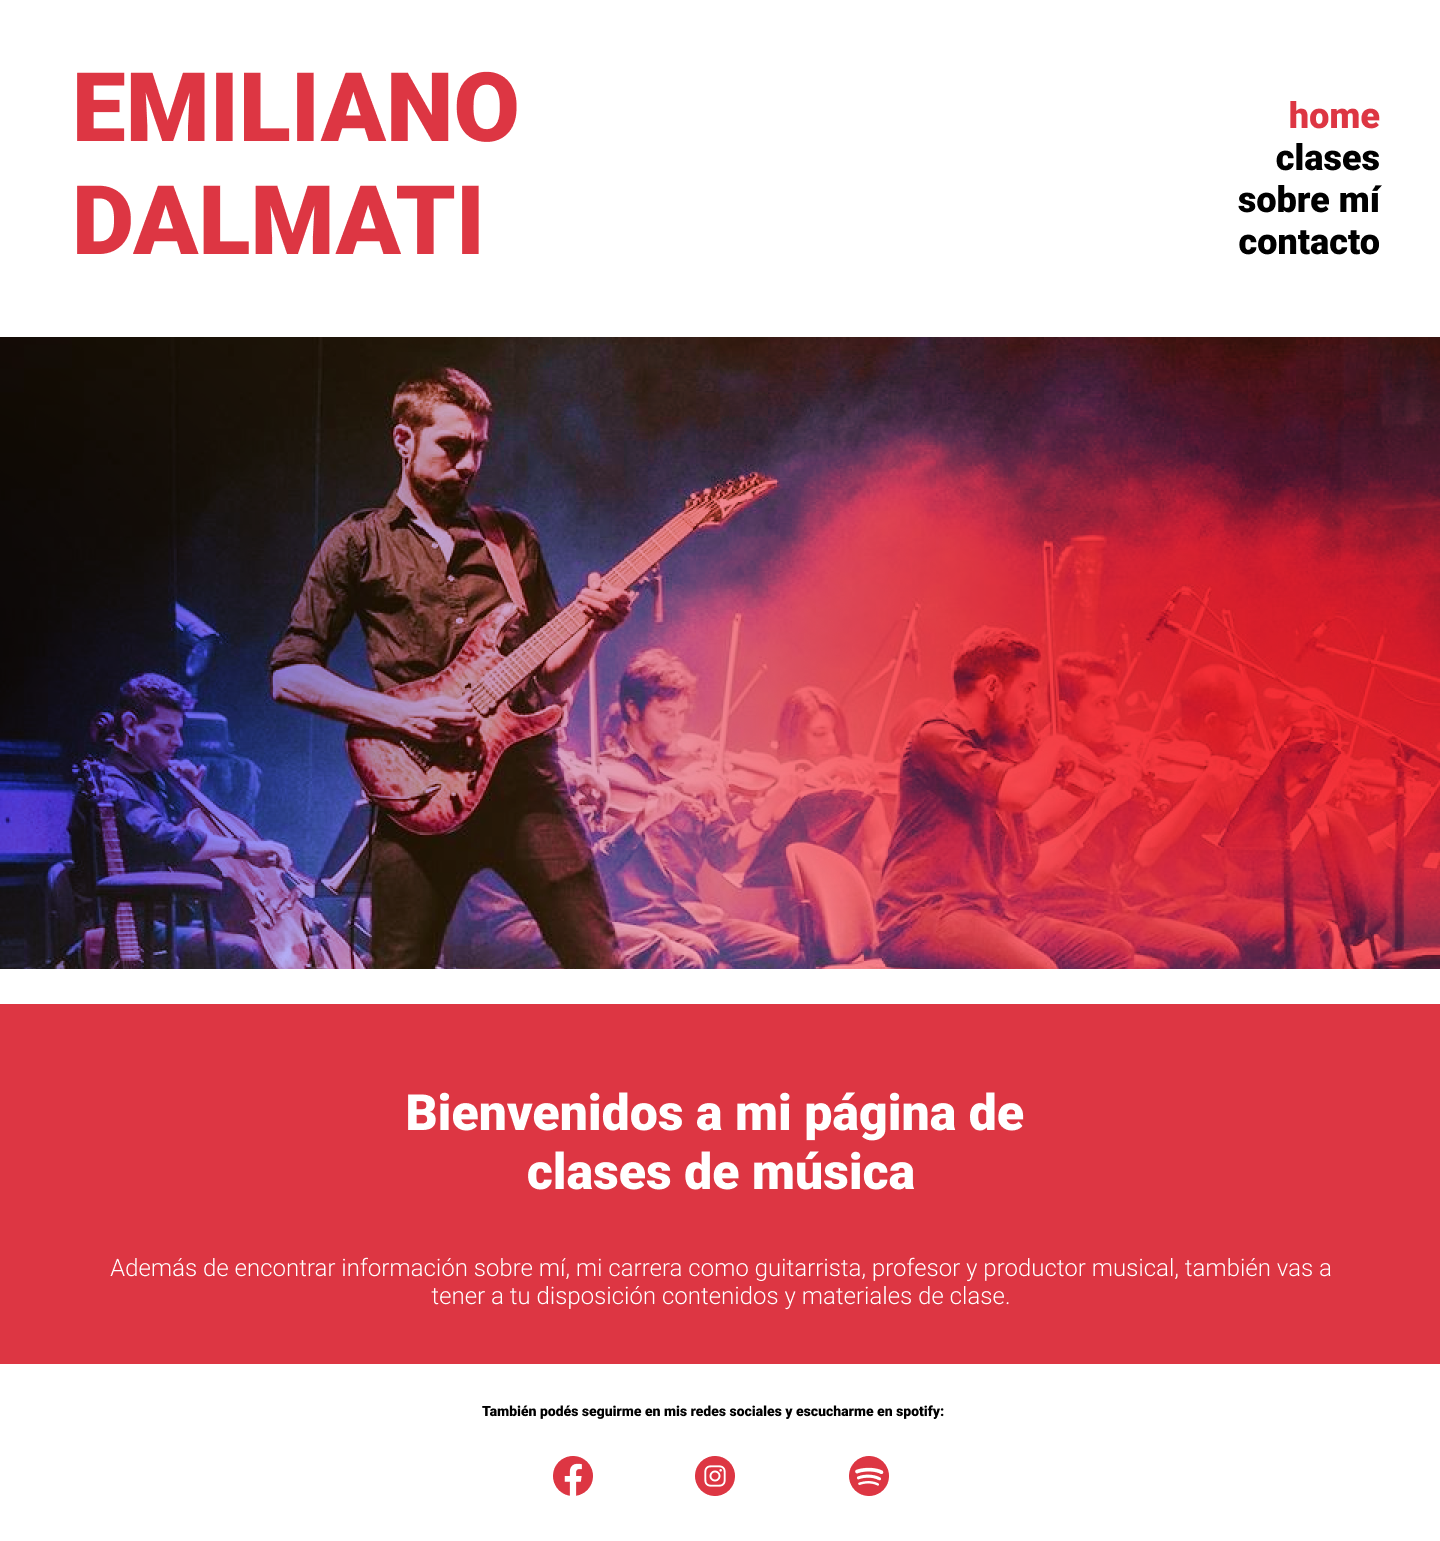 EMILIANO
DALMATI
home
clases
sobre mí
contacto
Bienvenidos a mi página de
clases de música
Además de encontrar información sobre mí, mi carrera como guitarrista, profesor y productor musical, también vas a
tener a tu disposición contenidos y materiales de clase.
También podés seguirme en mis redes sociales y escucharme en spotify: